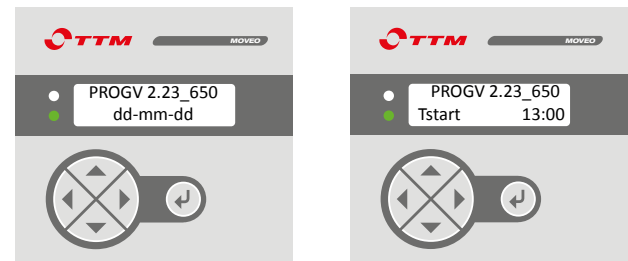 TTM MOVEO
PROGV 2.23_650
dd-mm-dd
TTM MOVEO
PROGV 2.23_650
Tstart 13:00